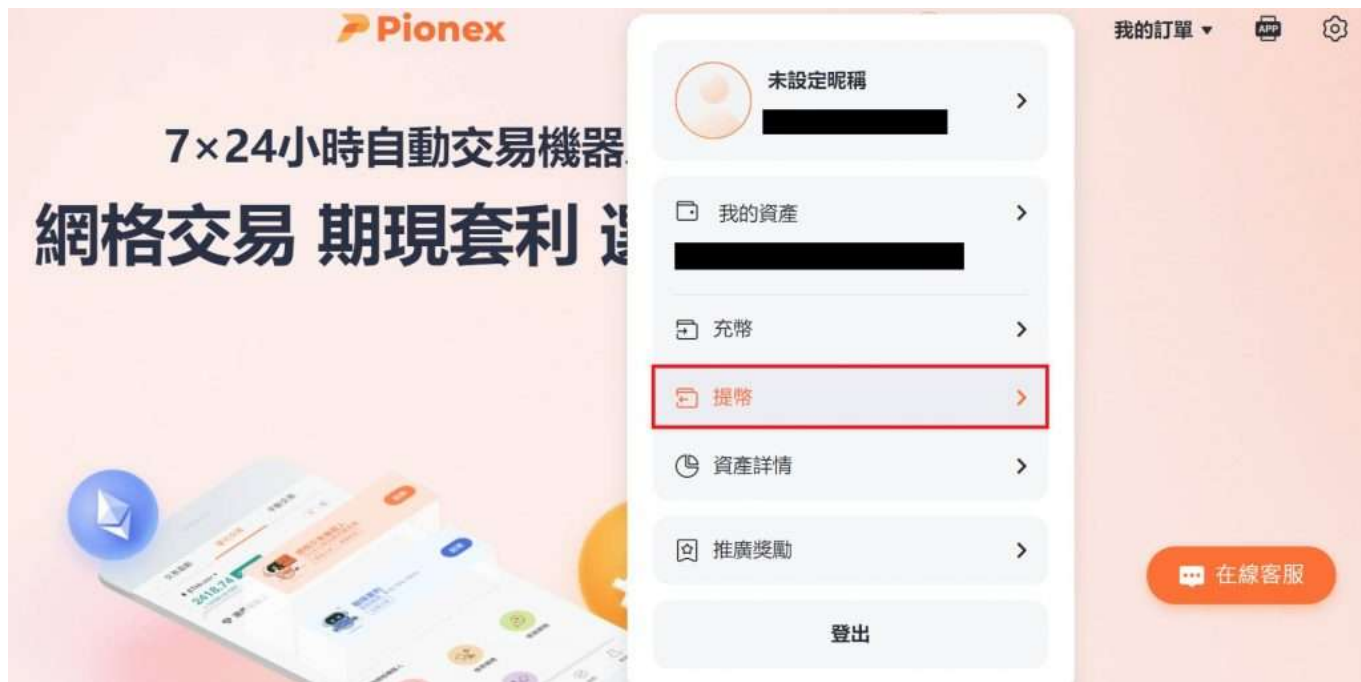 Pionex
我的訂單
APP
7×24小時自動交易機器
網格交易 期現套利
未設定昵稱
我的資產
充幣
提幣
資產詳情
推廣獎勵
登出
在線客服
2418.74